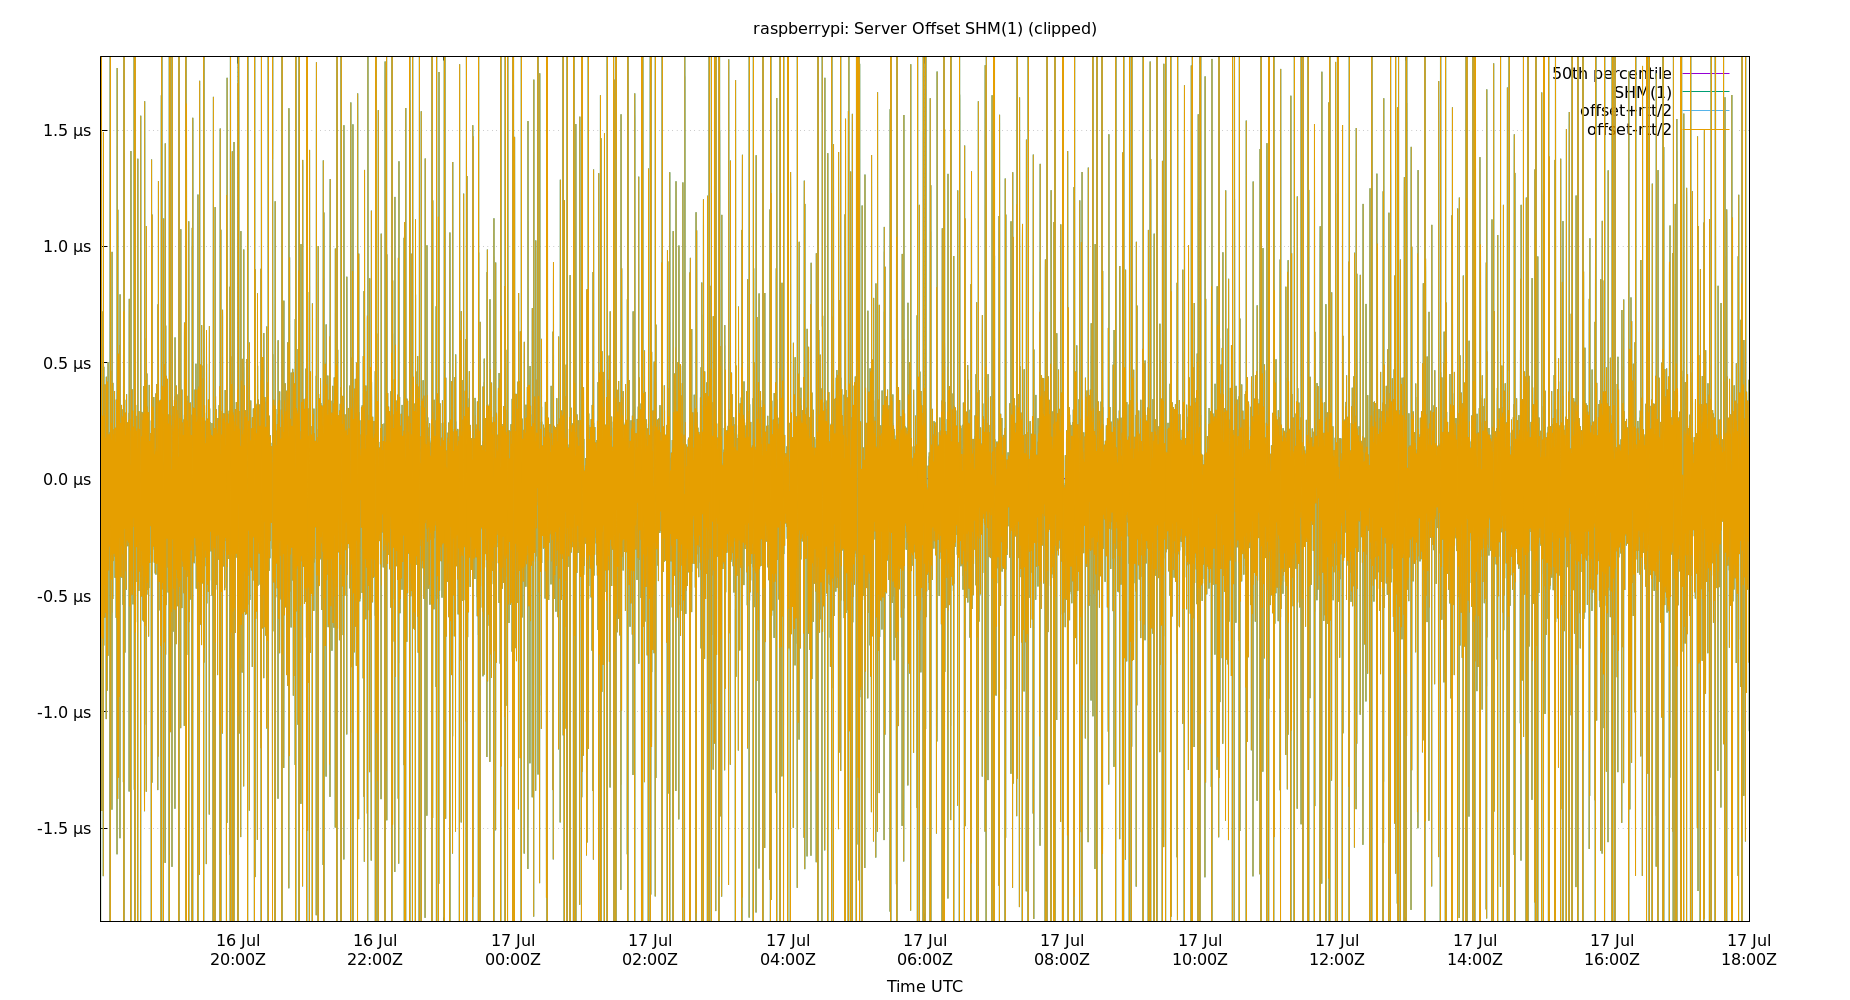 raspberrypi: Server Offset SHM(1) (clipped)
50th percentile
SHM(1)
offset+rtt/2
offset-rtt/2
1.5 µs
1.0 µs
0.5 µs
0.0 µs
-0.5 µs
-1.0 µs
-1.5 µs
16 Jul 16 Jul 17 Jul 17 Jul 17 Jul 17 Jul 17 Jul 17 Jul 17 Jul 17 Jul 17 Jul 17 Jul
20:00Z 22:00Z 00:00Z 02:00Z 04:00Z 06:00Z 08:00Z 10:00Z 12:00Z 14:00Z 16:00Z 18:00Z
Time UTC